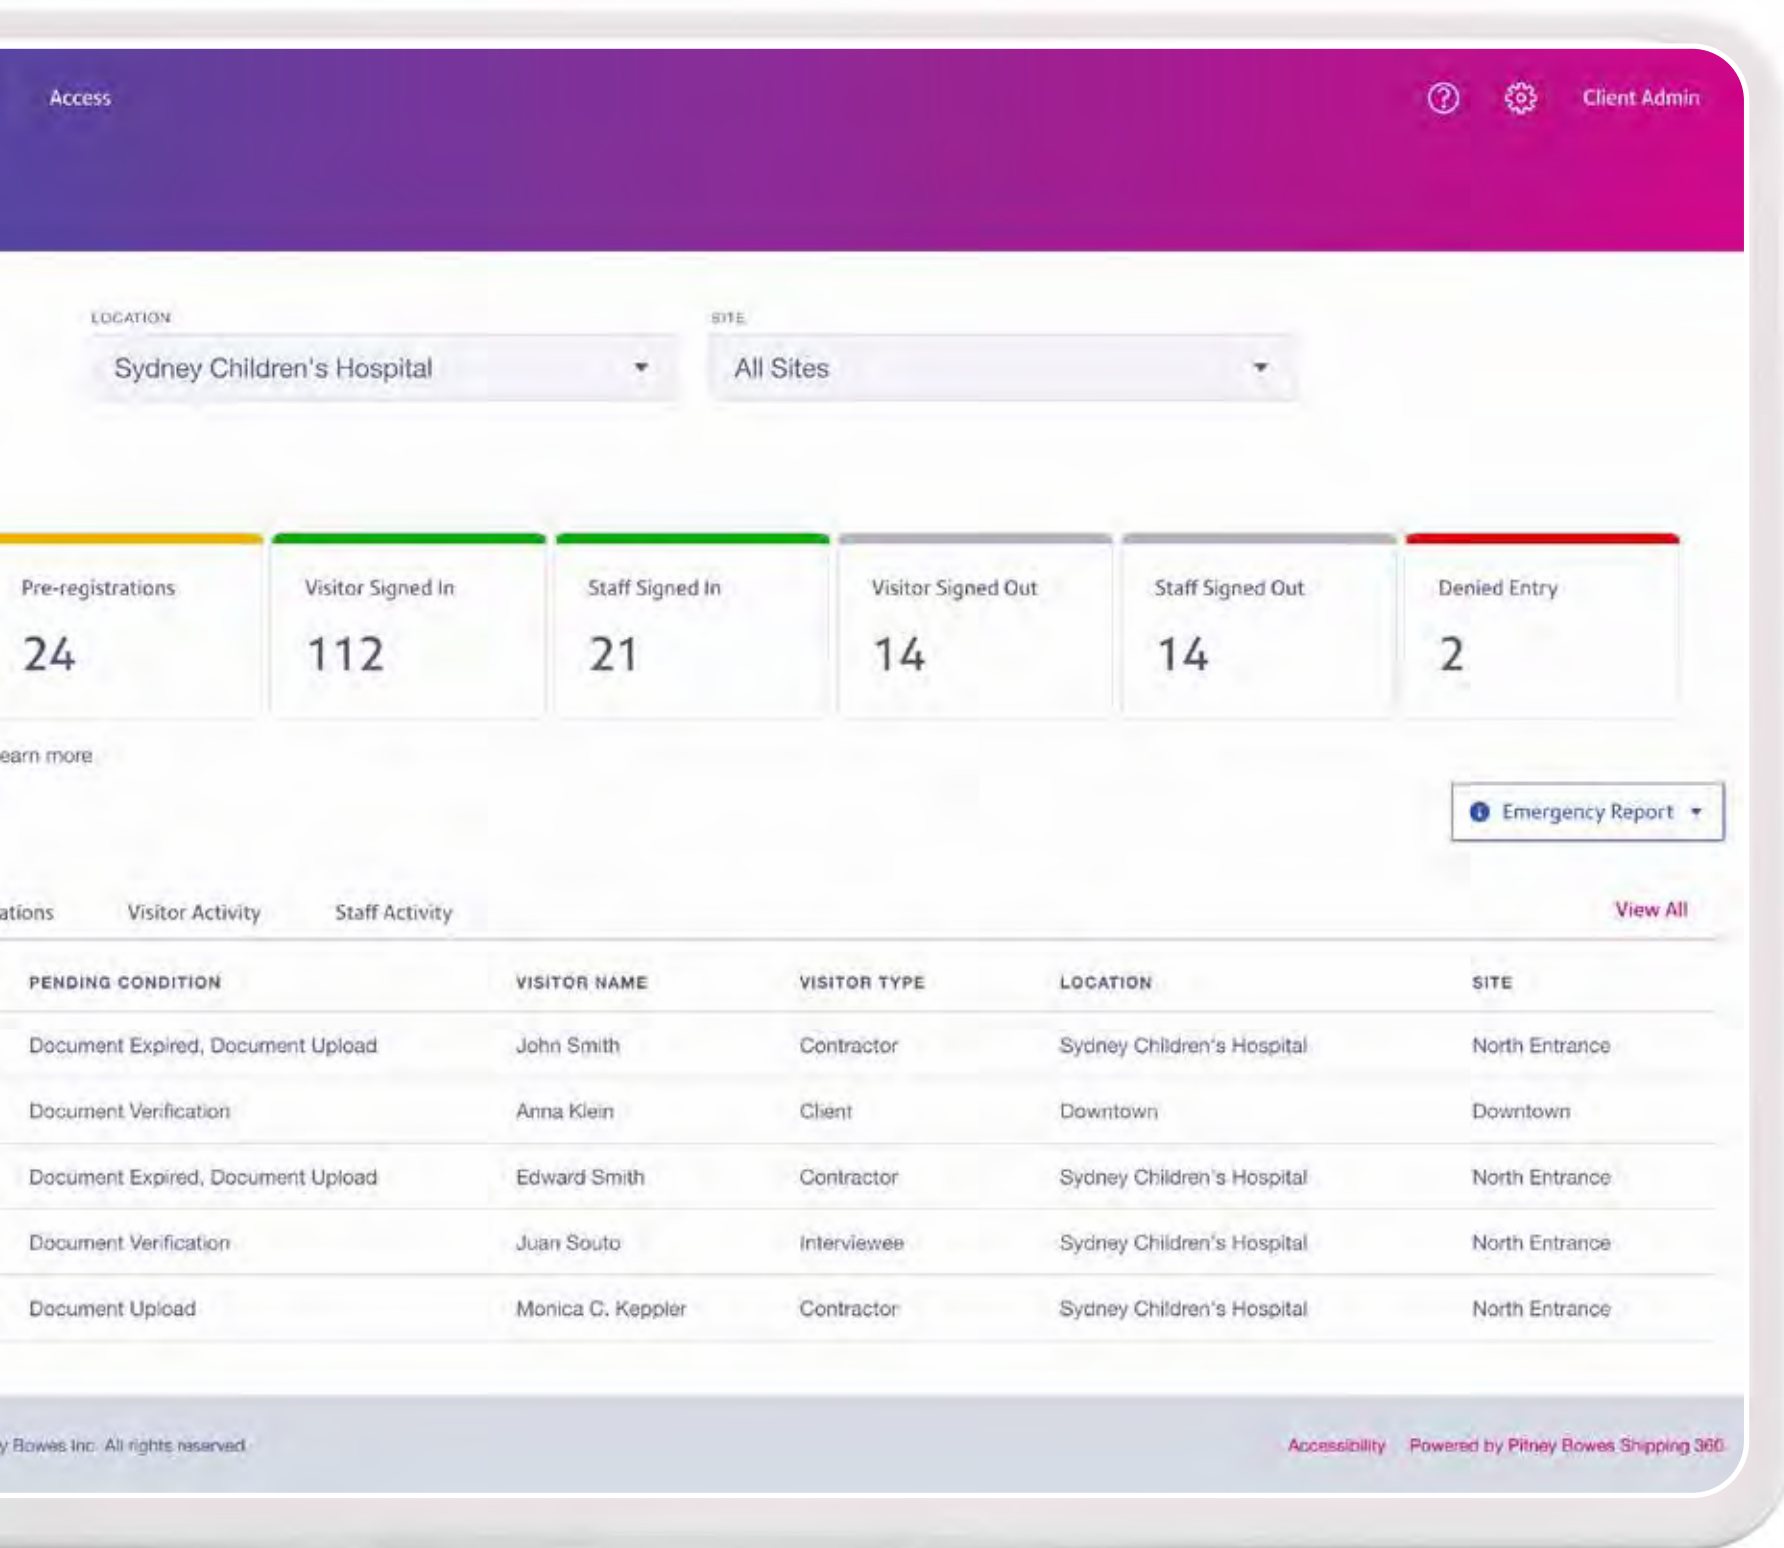 Access
Client Admin
LOCATION
SITE
Sydney Children's Hospital
All Sites
Pre-registrations
Visitor Signed In
Staff Signed In
Visitor Signed Out
Staff Signed Out
Denied Entry
24
112
21
14
14
2
earn more
Emergency Report
ations
Visitor Activity
Staff Activity
View All
PENDING CONDITION VISITOR NAME VISITOR TYPE LOCATION SITE
Document Expired, Document Upload John Smith Contractor Sydney Children's Hospital North Entrance
Document Verification Anna Klein Client Downtown Downtown
Document Expired, Document Upload Edward Smith Contractor Sydney Children's Hospital North Entrance
Document Verification Juan Souto Interviewee Sydney Children's Hospital North Entrance
Document Upload Monica C. Keppler Contractor Sydney Children's Hospital North Entrance
y Bowes Inc. All rights reserved
Accessibility
Powered by Pitney Bowes Shipping 360